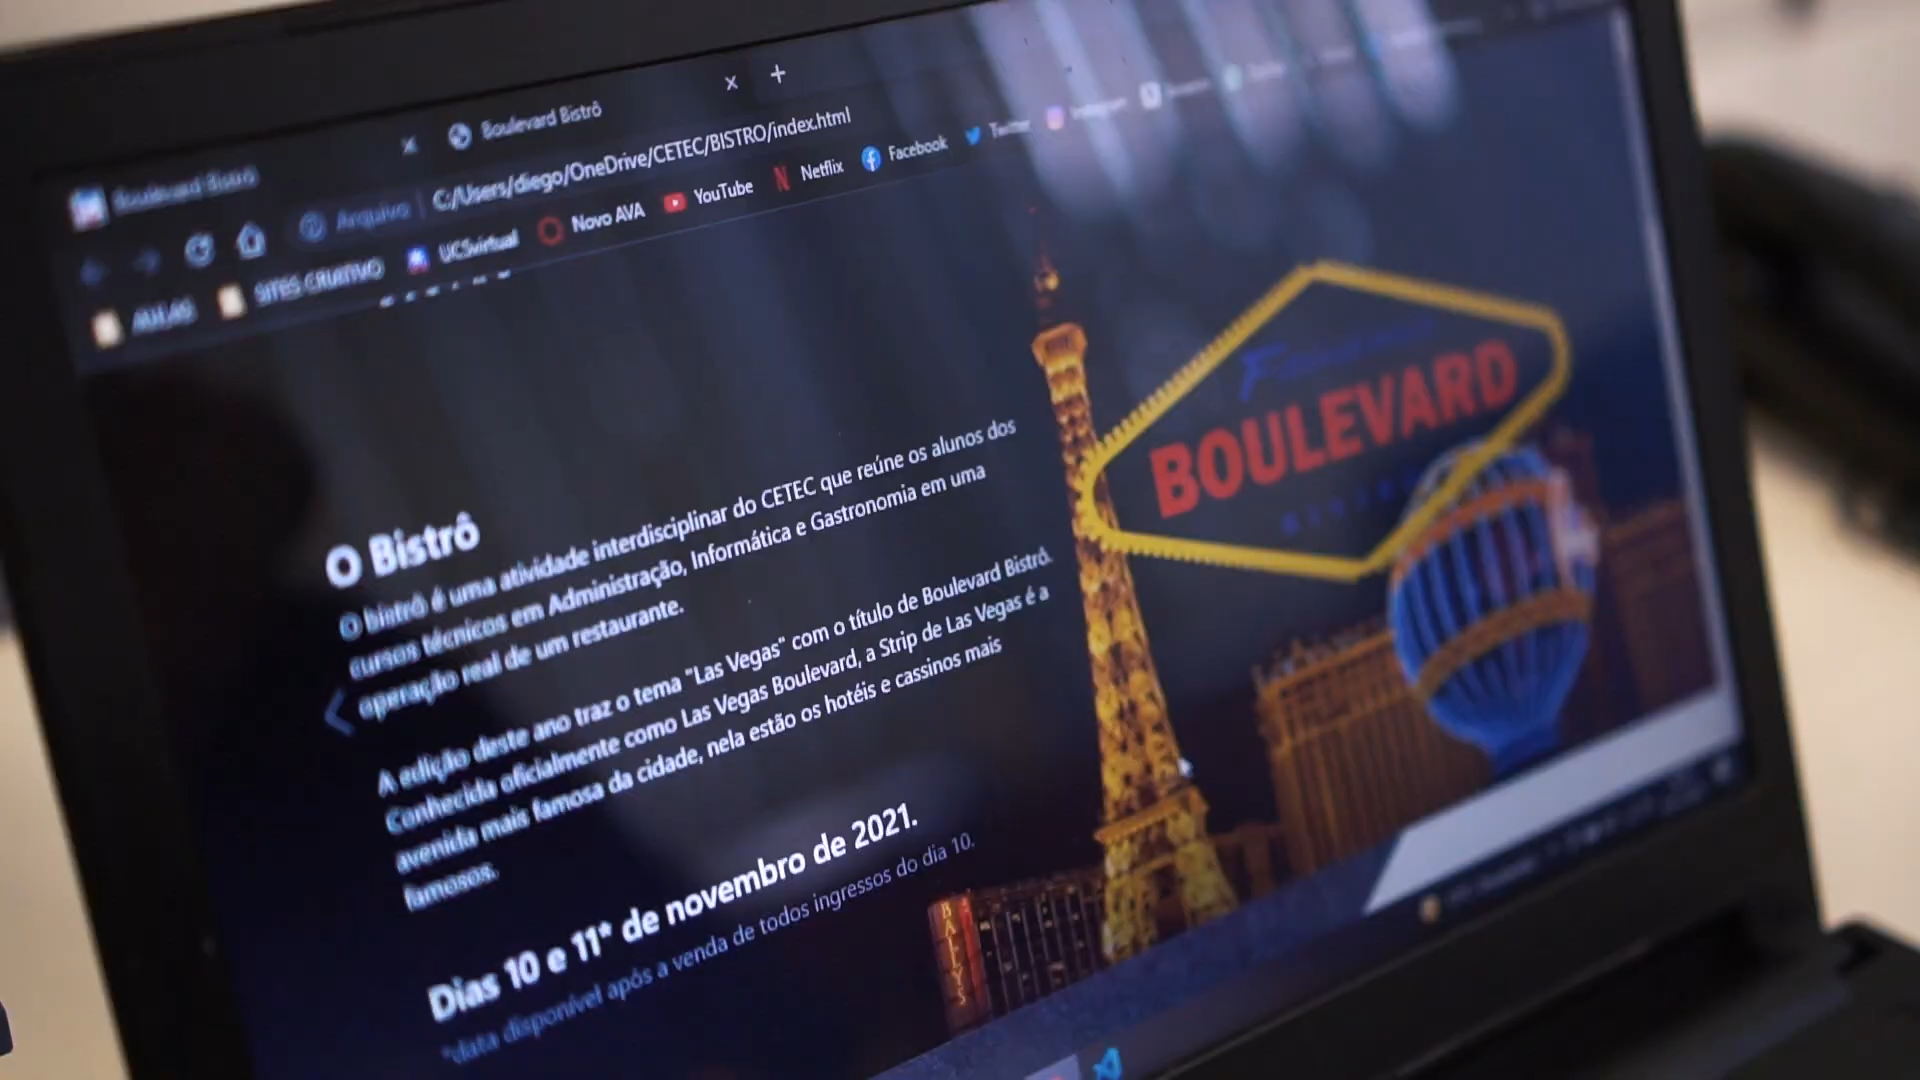 Boulevard Bistrô
Boulevard Bistrô
Arquivo
C:/Users/diego/OneDrive/CETEC/BISTRO/index.html
AULAS
SITES CRIATIVO
UCSvirtual
Novo AVA
YouTube
Netflix
Facebook
Twitter
Instagram
O Bistrô
O bistrô é uma atividade interdisciplinar do CETEC que reúne os alunos dos
cursos técnicos em Administração, Informática e Gastronomia em uma
operação real de um restaurante.
A edição deste ano traz o tema "Las Vegas" com o título de Boulevard Bistrô.
Conhecida oficialmente como Las Vegas Boulevard, a Strip de Las Vegas é a
avenida mais famosa da cidade, nela estão os hotéis e cassinos mais
famosos.
Dias 10 e 11* de novembro de 2021.
*data disponível após a venda de todos ingressos do dia 10.
BOULEVARD
BALLY'S